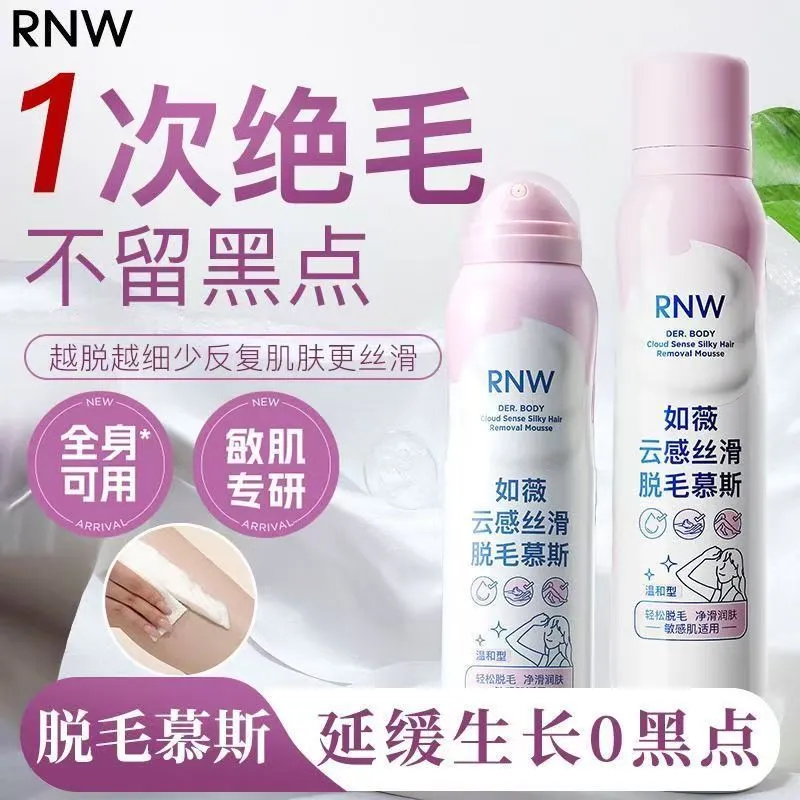 RNW
1次绝毛
不留黑点
越脱越细少反复肌肤更丝滑
NEW
全身*
可用
ARRIVAL
NEW
敏肌
专研
ARRIVAL
RNW
DER. BODY
Cloud Sense Silky Hair
Removal Mousse
如薇
云感丝滑
脱毛慕斯
温和型
轻松脱毛 净滑润肤
RNW
DER. BODY
Cloud Sense Silky Hair
Removal Mousse
如薇
云感丝滑
脱毛慕斯
温和型
轻松脱毛 净滑润肤
敏感肌适用
脱毛慕斯
延缓生长0黑点